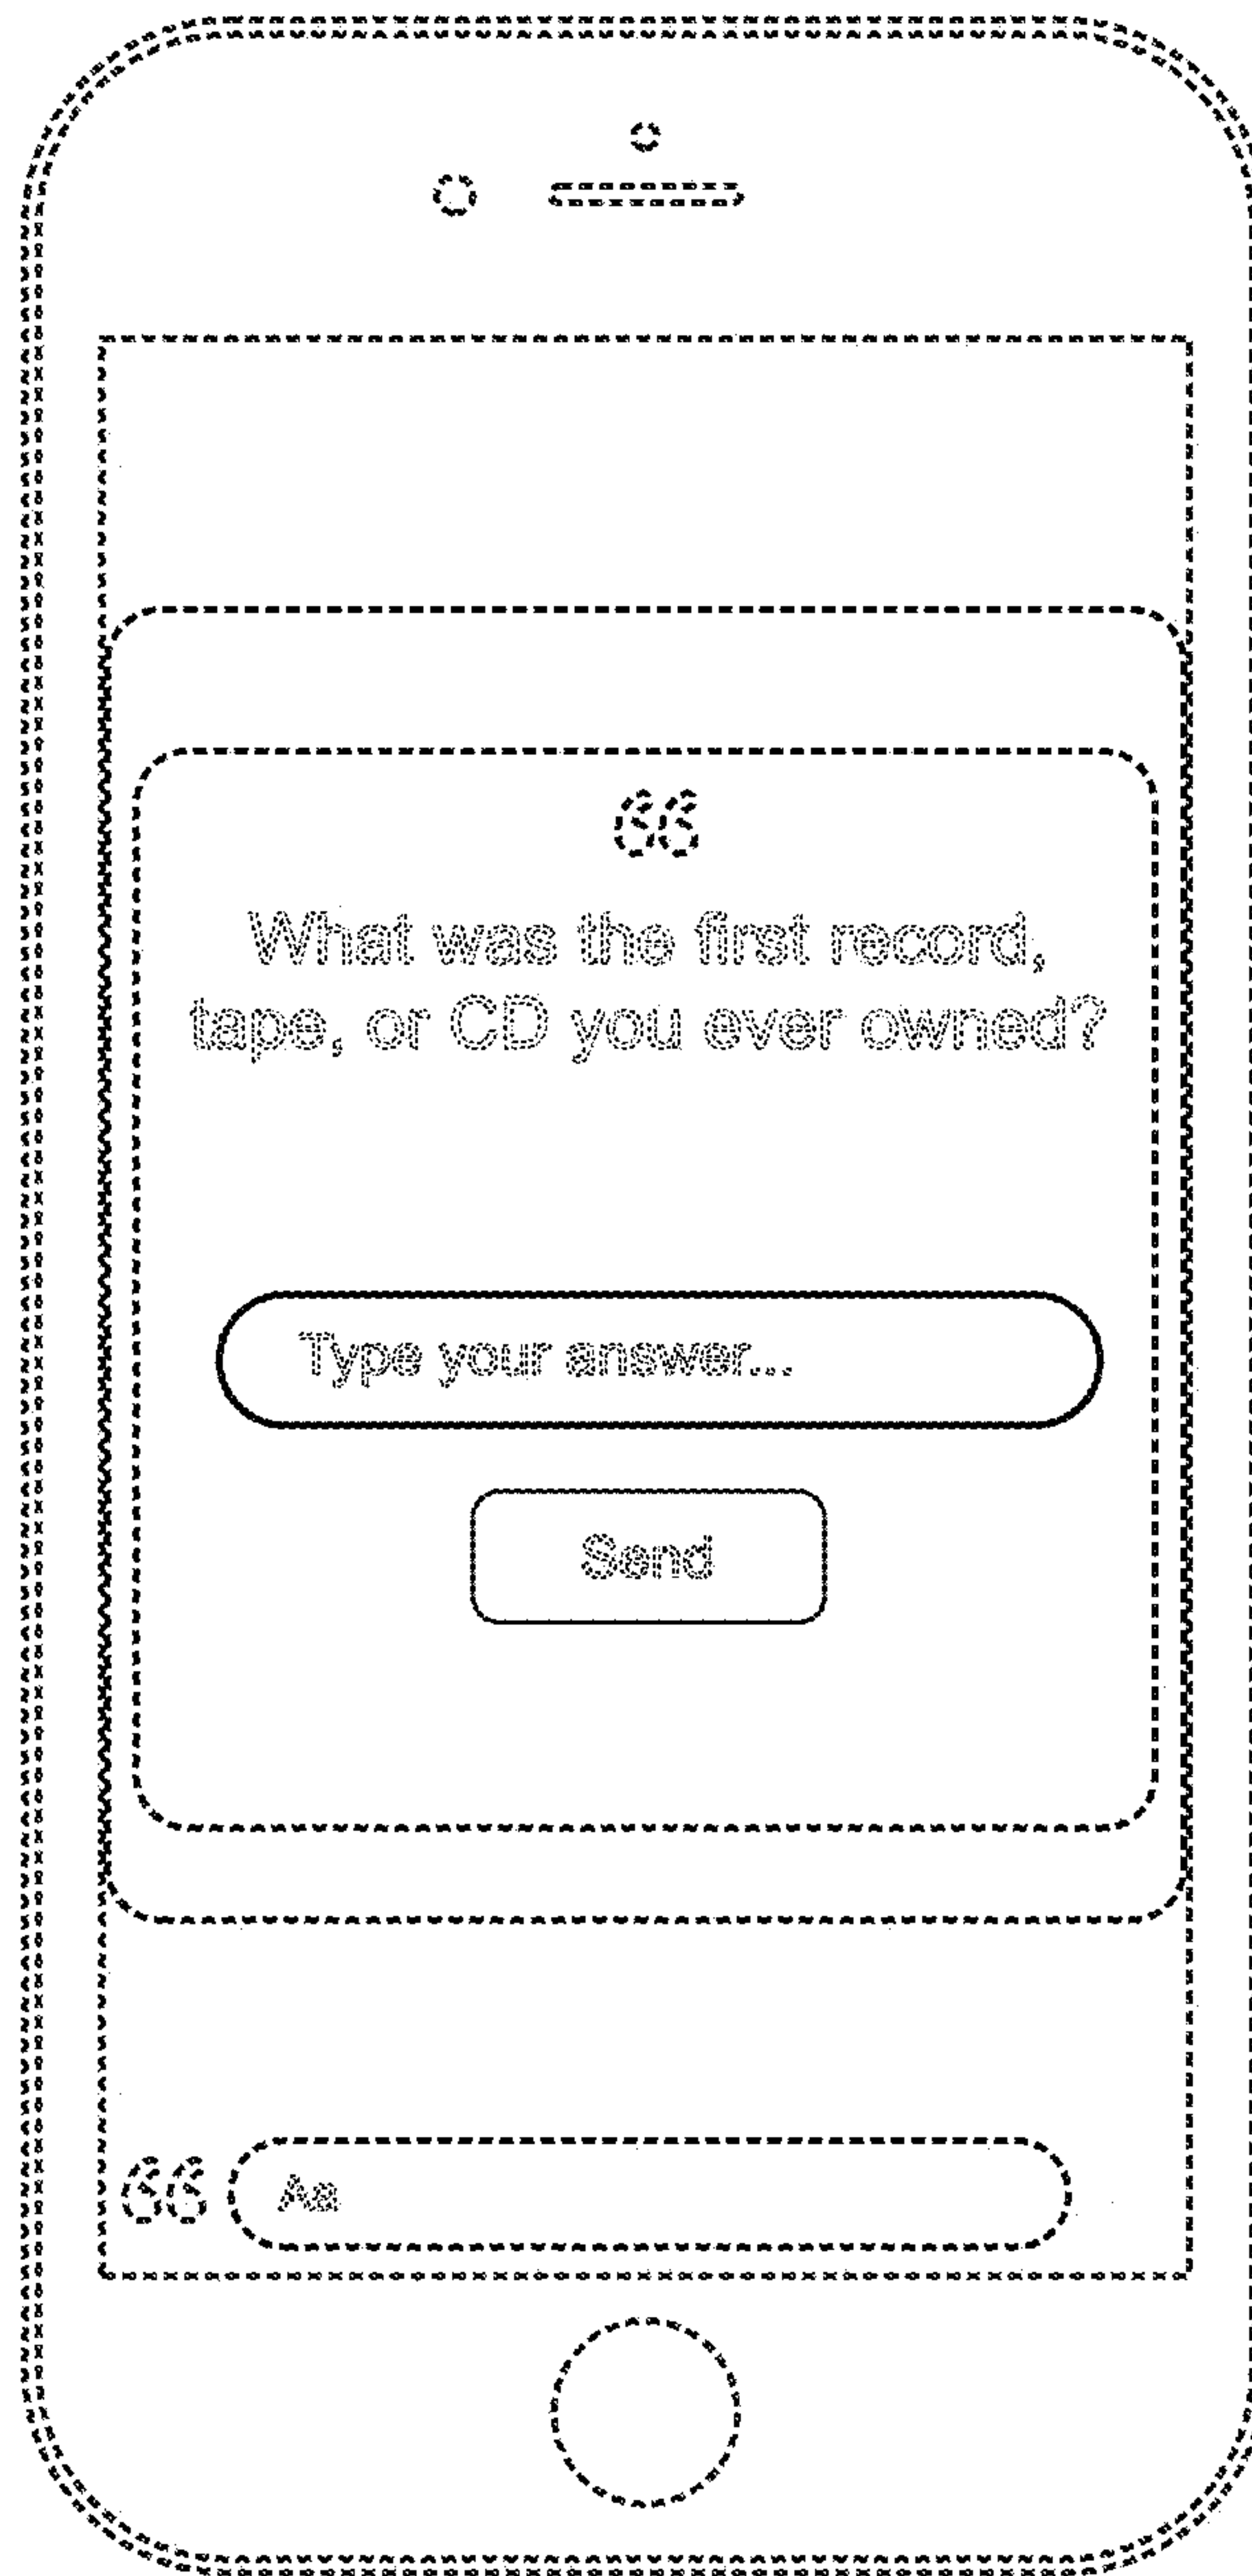 “
What was the first record,
tape, or CD you ever owned?
Type your answer...
Send
“ Aa